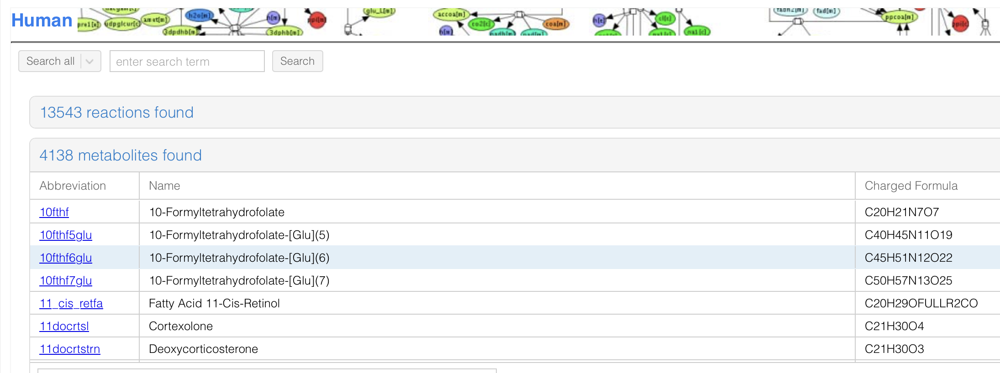 Human
pre1[e] udpglcur[c] amet[m] 3dpdhb[m] h2o[m] h[m] 3dphb[m] ppi[m] glu_L[m] accoa[m] co2[c] h[m] nadh[m] nad[m] coa[m] h[e] cl[c] na1[c] na1[c] fadh2[m] fad[m] ppcoa[m] ppi[c]
Search all enter search term Search
13543 reactions found
4138 metabolites found
Abbreviation Name Charged Formula
10fthf 10-Formyltetrahydrofolate C20H21N7O7
10fthf5glu 10-Formyltetrahydrofolate-[Glu](5) C40H45N11O19
10fthf6glu 10-Formyltetrahydrofolate-[Glu](6) C45H51N12O22
10fthf7glu 10-Formyltetrahydrofolate-[Glu](7) C50H57N13O25
11_cis_retfa Fatty Acid 11-Cis-Retinol C20H29OFULLR2CO
11docrtsl Cortexolone C21H30O4
11docrtstrn Deoxycorticosterone C21H30O3